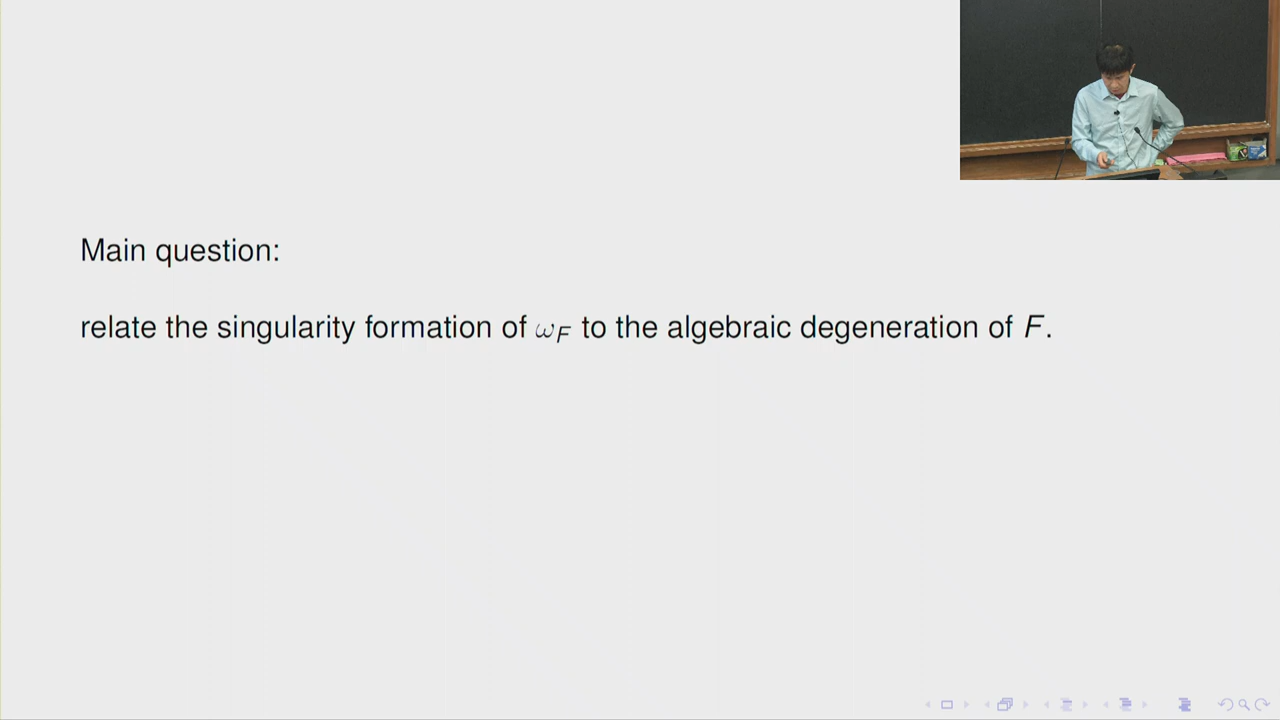 Main question:
relate the singularity formation of ω_F to the algebraic degeneration of F.